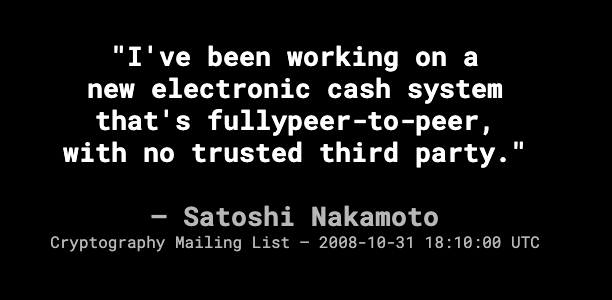 "I've been working on a
new electronic cash system
that's fullypeer-to-peer,
with no trusted third party."
— Satoshi Nakamoto
Cryptography Mailing List — 2008-10-31 18:10:00 UTC